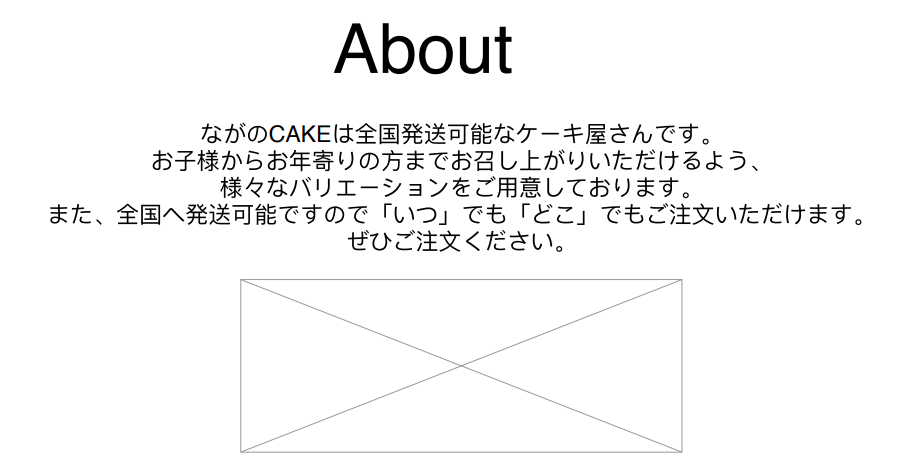 About
ながのCAKEは全国発送可能なケーキ屋さんです。
お子様からお年寄りの方までお召し上がりいただけるよう、
様々なバリエーションをご用意しております。
また、全国へ発送可能ですので「いつ」でも「どこ」でもご注文いただけます。
ぜひご注文ください。